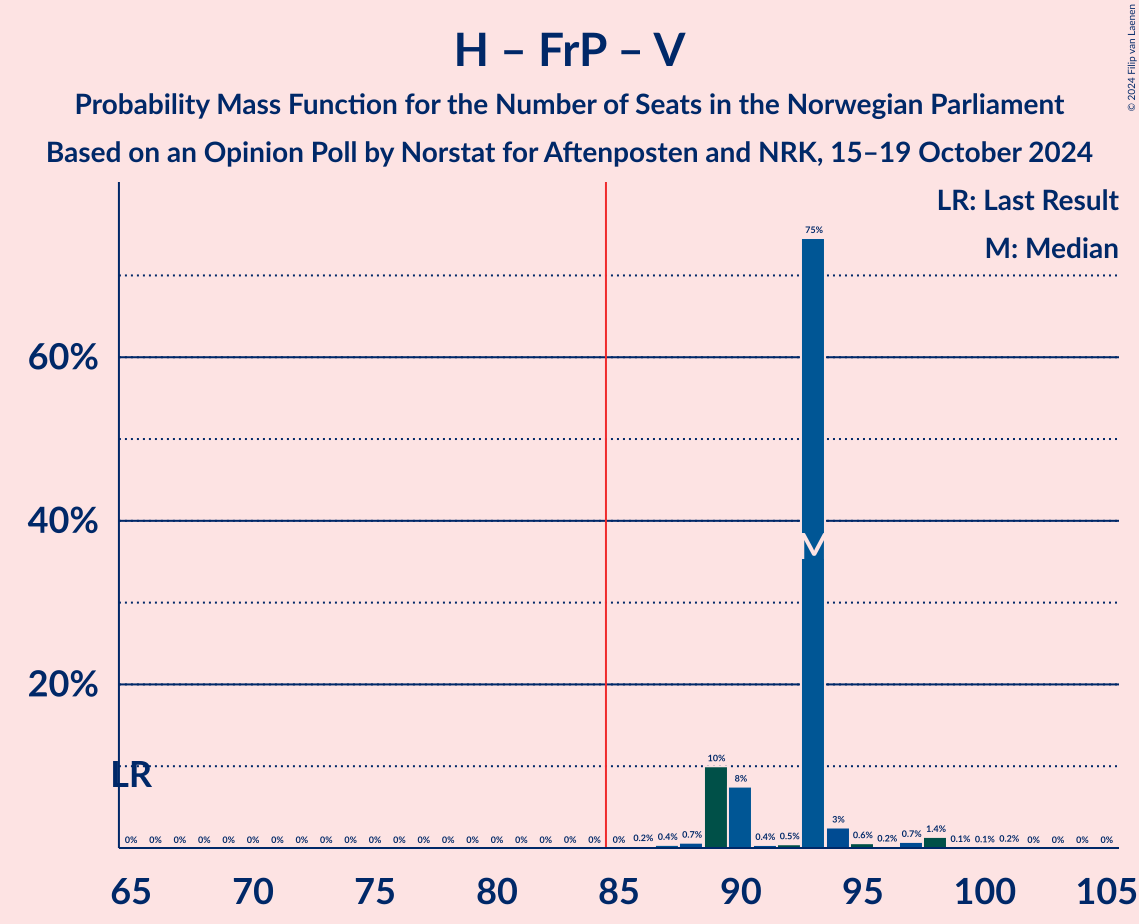 H – FrP – V
Probability Mass Function for the Number of Seats in the Norwegian Parliament
Based on an Opinion Poll by Norstat for Aftenposten and NRK, 15–19 October 2024
© 2024 Filip van Laenen
LR: Last Result
M: Median
60%
40%
20%
LR
M
0% 0% 0% 0% 0% 0% 0% 0% 0% 0% 0% 0% 0% 0% 0% 0% 0% 0% 0% 0% 0% 0.2% 0.4% 0.7% 10% 8% 0.4% 0.5% 75% 3% 0.6% 0.2% 0.7% 1.4% 0.1% 0.1% 0.2% 0% 0% 0% 0%
65 70 75 80 85 90 95 100 105